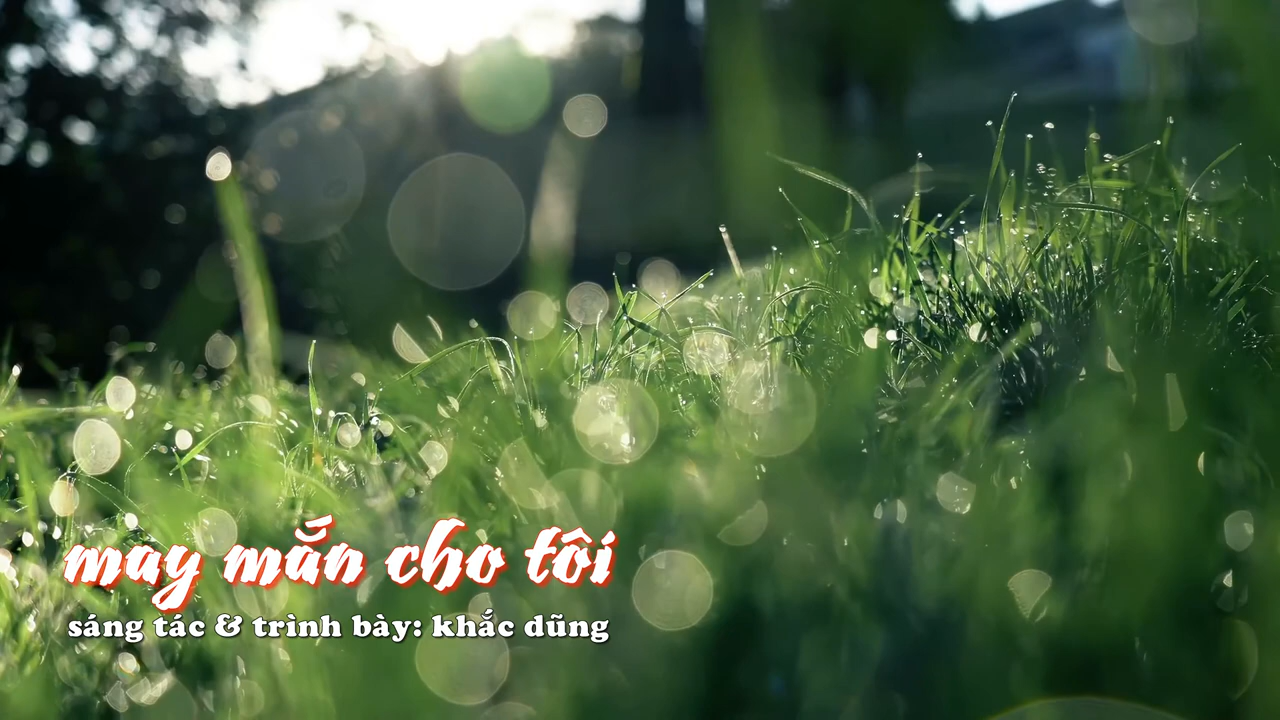 may mắn cho tôi
sáng tác & trình bày: khắc dũng